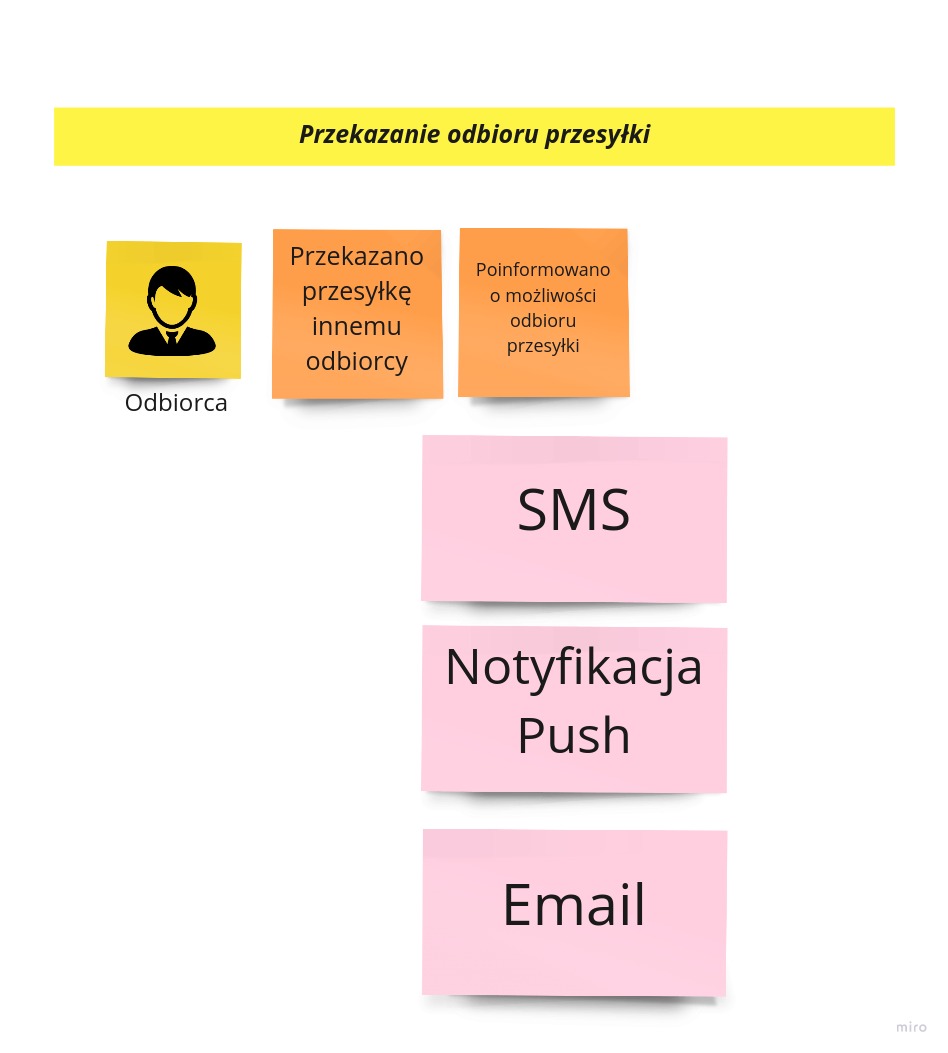 Przekazanie odbioru przesyłki
Przekazano
przesyłkę
innemu
odbiorcy
Poinformowano
o możliwości
odbioru
przesyłki
Odbiorca
SMS
Notyfikacja
Push
Email
miro